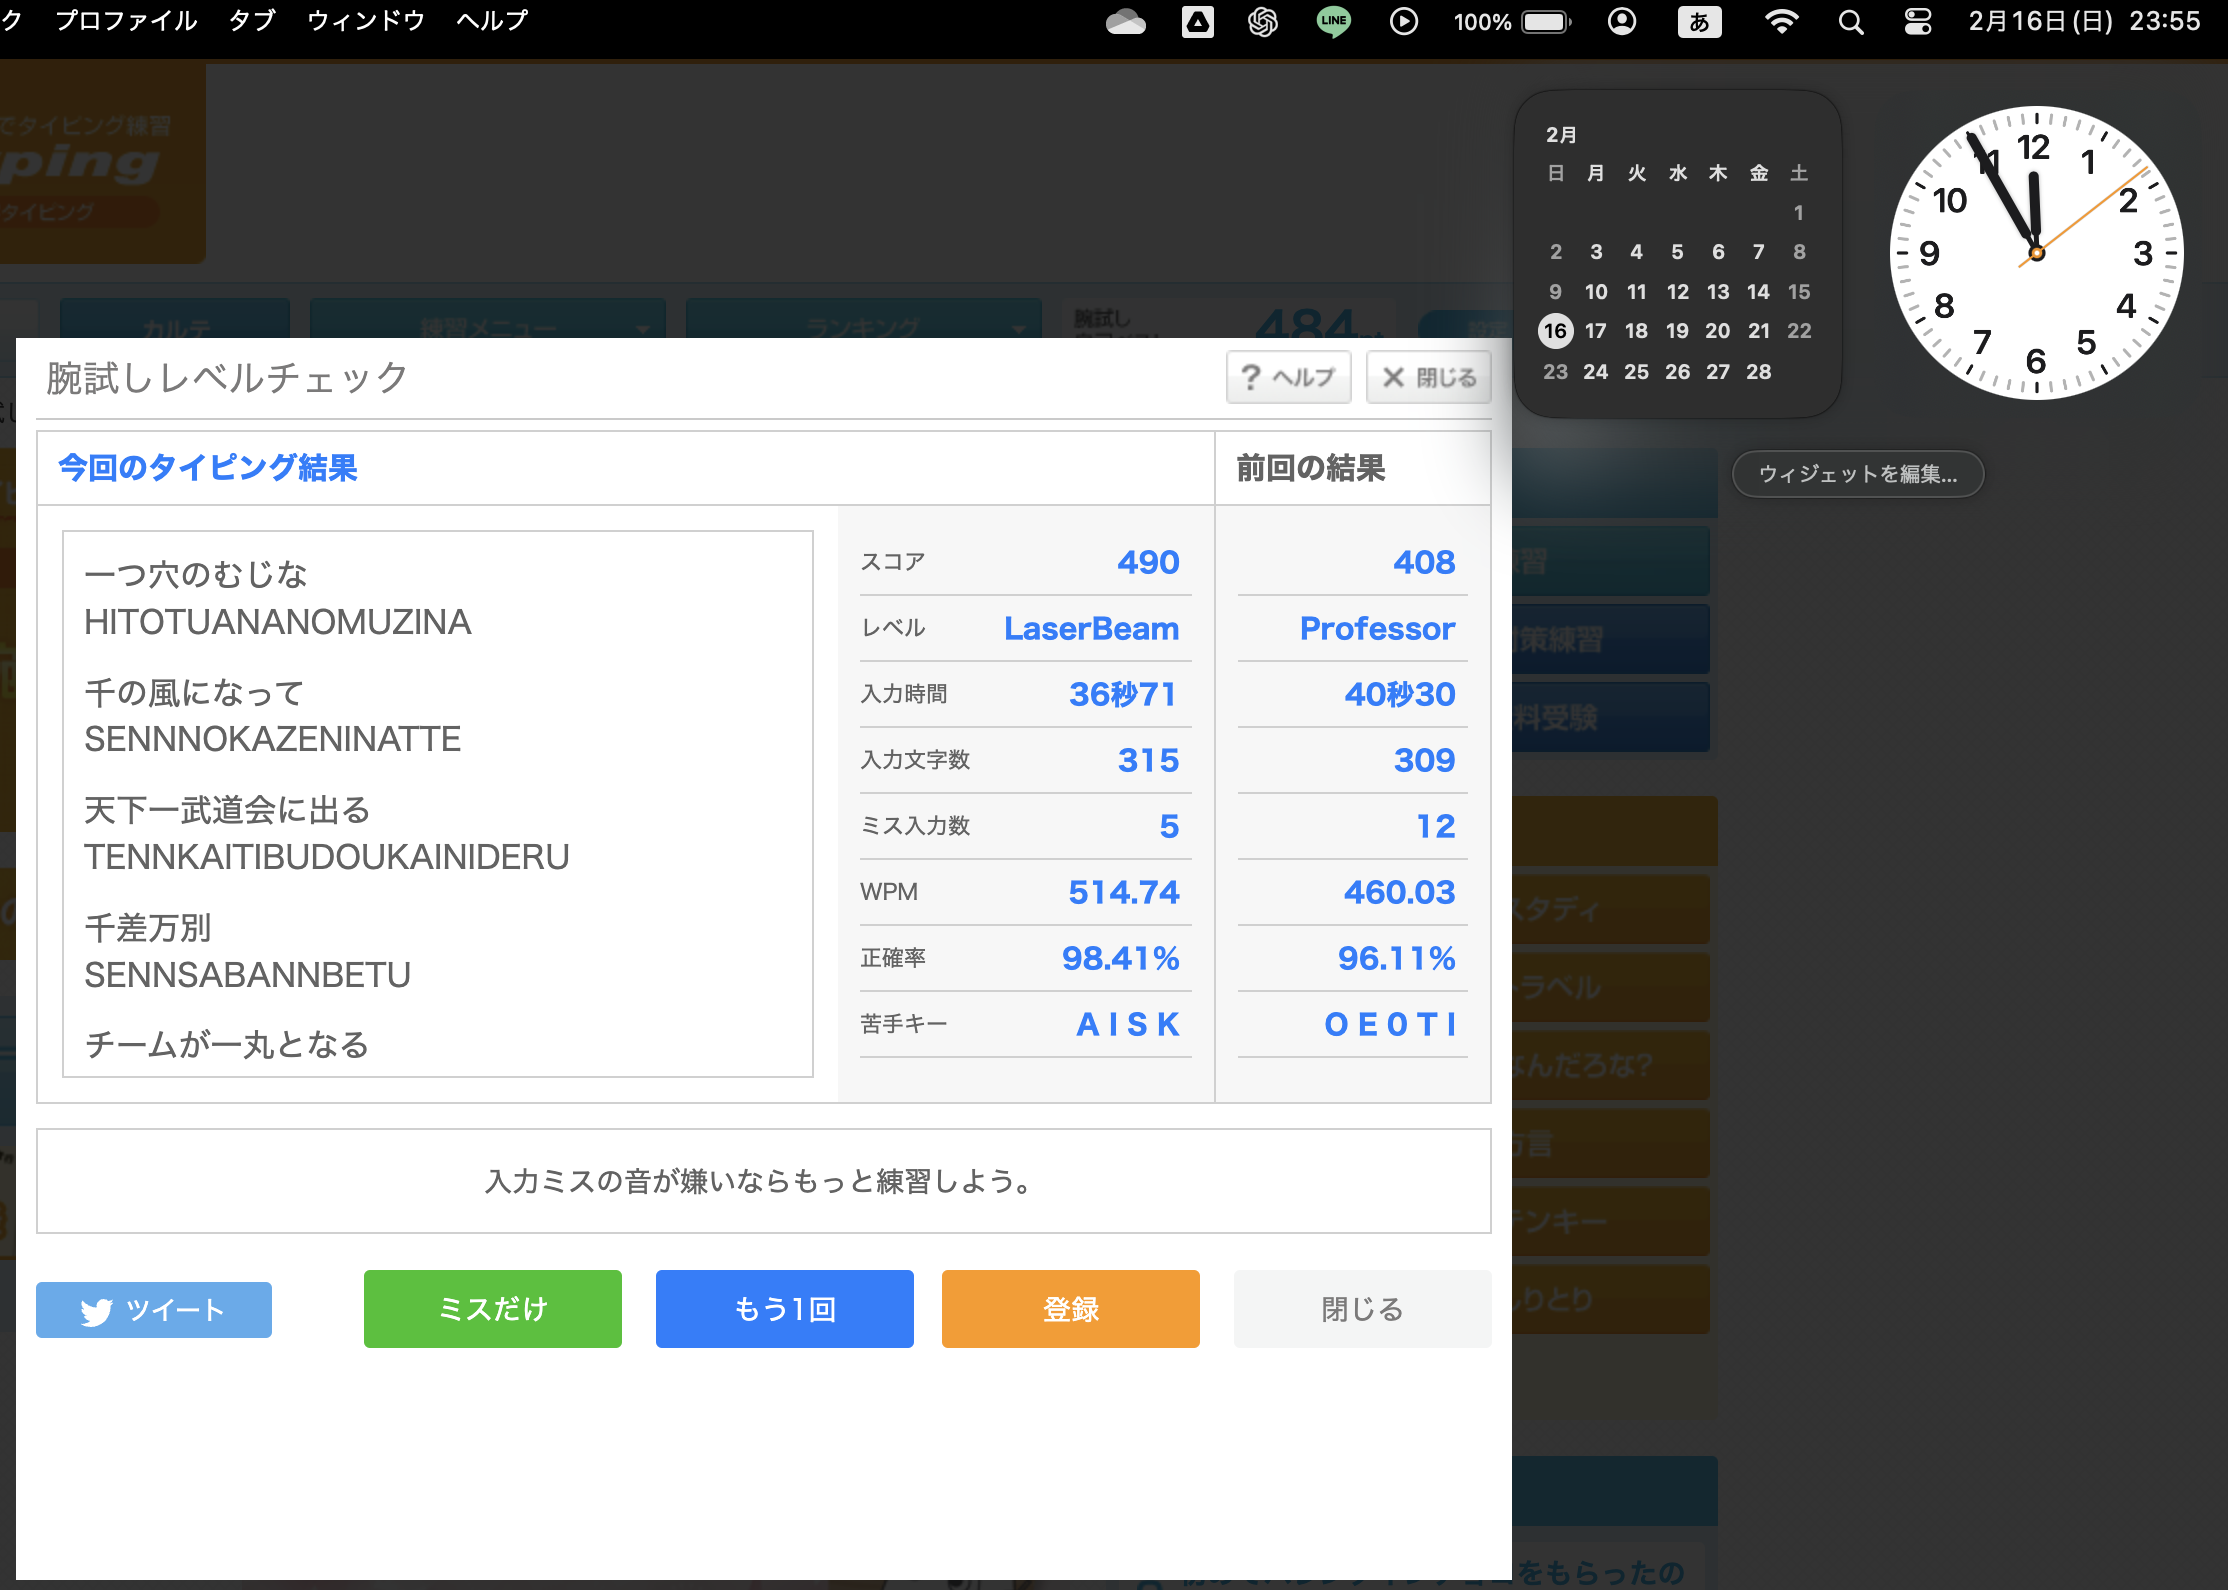 ク プロファイル タブ ウィンドウ ヘルプ
LINE 100% あ 2月16日(日) 23:55
でタイピング練習
ping
タイピング
カルテ 練習メニュー ランキング 腕試し 484
2月
日 月 火 水 木 金 土
1
2 3 4 5 6 7 8
9 10 11 12 13 14 15
16 17 18 19 20 21 22
23 24 25 26 27 28
12 1 2 3 4 5 6 7 8 9 10 11
ウィジェットを編集...
腕試しレベルチェック
? ヘルプ
× 閉じる
今回のタイピング結果 前回の結果
一つ穴のむじな
HITOTUANANOMUZINA
千の風になって
SENNNOKAZENINATTE
天下一武道会に出る
TENNKAITIBUDOUKAINIDERU
千差万別
SENNSABANNBETU
チームが一丸となる
スコア 490 408
レベル LaserBeam Professor
入力時間 36秒71 40秒30
入力文字数 315 309
ミス入力数 5 12
WPM 514.74 460.03
正確率 98.41% 96.11%
苦手キー A I S K O E 0 T I
入力ミスの音が嫌いならもっと練習しよう。
ツイート ミスだけ もう1回 登録 閉じる
習
策練習
料受験
スタディ
トラベル
なんだろな?
方言
テンキー
しりとり
をもらったの